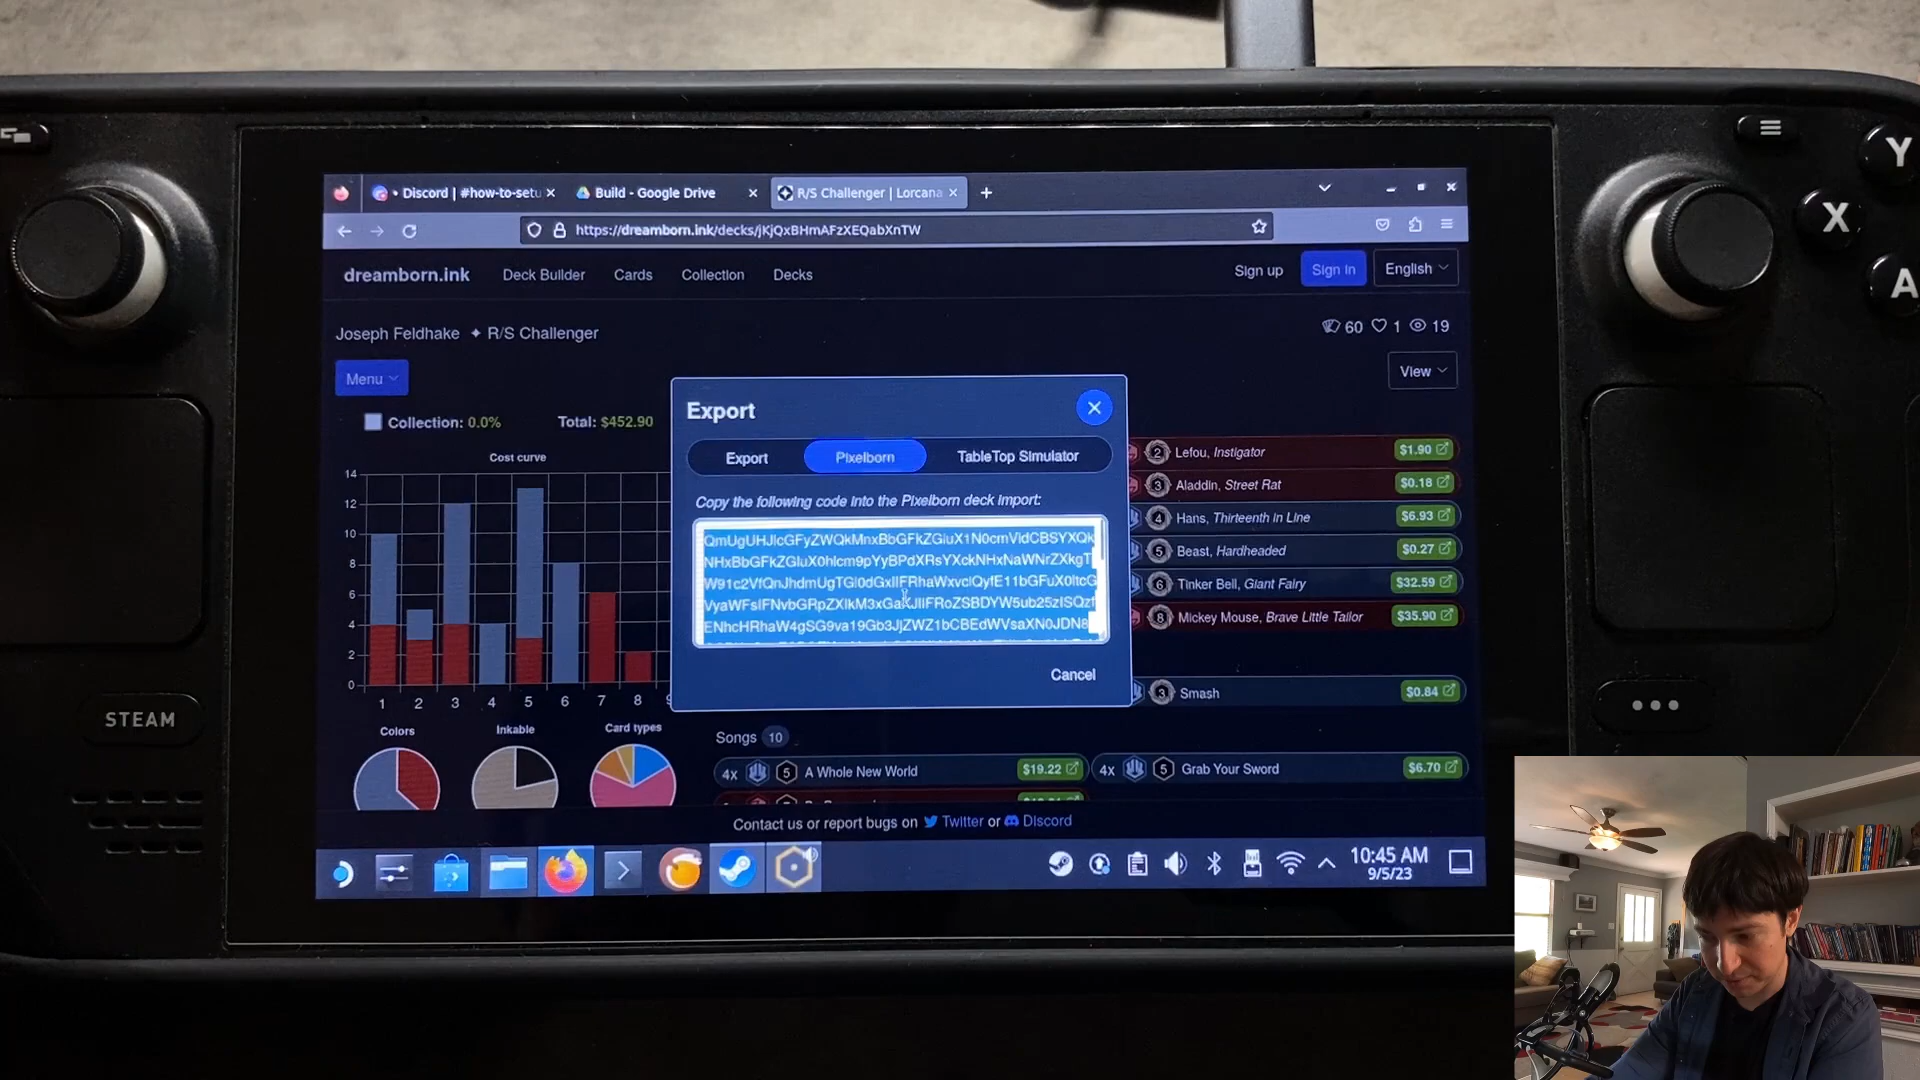 Discord | #how-to-setu
Build - Google Drive
R/S Challenger | Lorcana
https://dreamborn.ink/decks/jKjQxBHmAFzXEQabXnTW
dreamborn.ink
Deck Builder
Cards
Collection
Decks
Sign up
Sign In
English
Joseph Feldhake ✦ R/S Challenger
60
1
19
Menu
View
Collection: 0.0%
Total: $452.90
Cost curve
14
12
10
8
6
4
2
0
1 2 3 4 5 6 7 8
Colors
Inkable
Card types
Export
Export
Pixelborn
TableTop Simulator
Copy the following code into the Pixelborn deck import:
Cancel
2 Lefou, Instigator $1.90
3 Aladdin, Street Rat $0.18
4 Hans, Thirteenth in Line $6.93
5 Beast, Hardheaded $0.27
6 Tinker Bell, Giant Fairy $32.59
8 Mickey Mouse, Brave Little Tailor $35.90
3 Smash $0.84
Songs 10
4x 5 A Whole New World $19.22
4x 5 Grab Your Sword $6.70
Contact us or report bugs on Twitter or Discord
10:45 AM
9/5/23
STEAM
Y
X
A